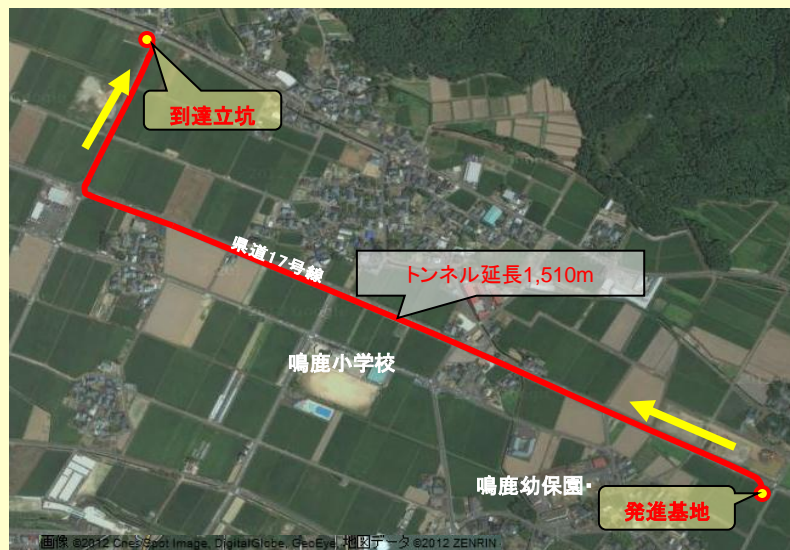 到達立坑
県道17号線
トンネル延長1,510m
鳴鹿小学校
鳴鹿幼保園・
発進基地
画像 ©2012 Cnes/Spot Image, DigitalGlobe, GeoEye, 地図データ ©2012 ZENRIN